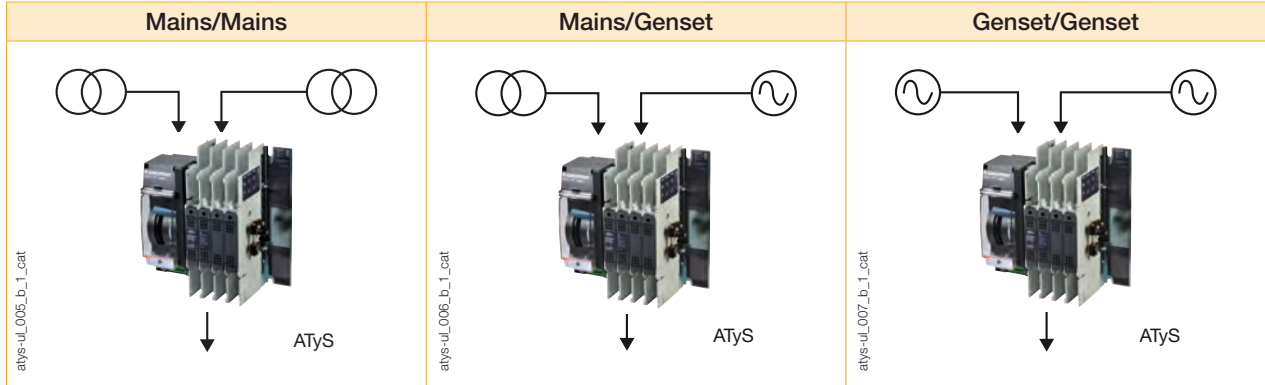 Mains/Mains
Mains/Genset
Genset/Genset
atys-ul_005_b_1_cat
ATyS
atys-ul_006_b_1_cat
ATyS
atys-ul_007_b_1_cat
ATyS